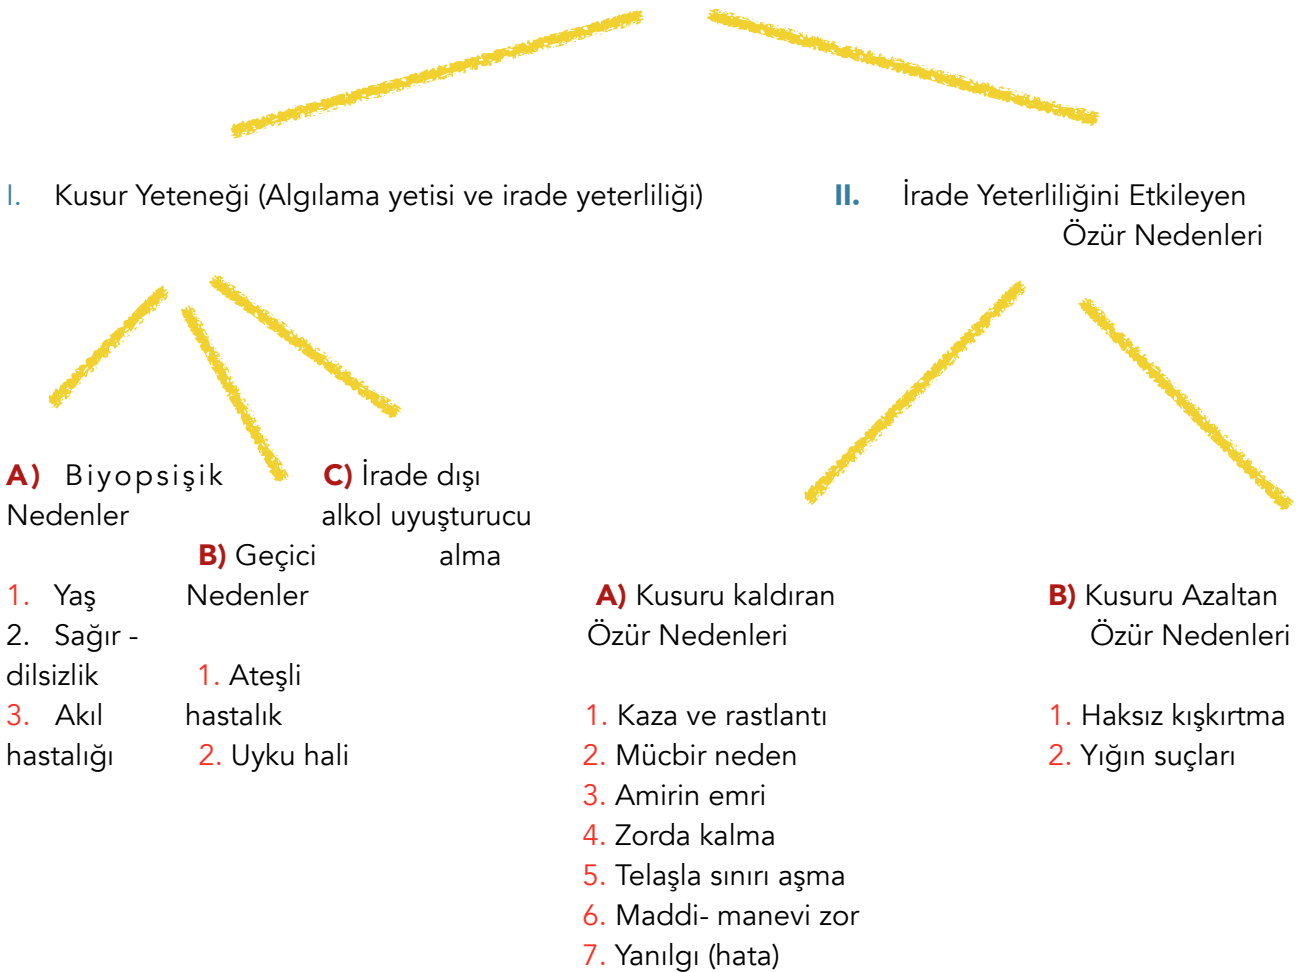 I. Kusur Yeteneği (Algılama yetisi ve irade yeterliliği)
II. İrade Yeterliliğini Etkileyen
Özür Nedenleri
A) Biyopsişik
Nedenler
1. Yaş
2. Sağır -
dilsizlik
3. Akıl
hastalığı
B) Geçici
Nedenler
1. Ateşli
hastalık
2. Uyku hali
C) İrade dışı
alkol uyuşturucu
alma
A) Kusuru kaldıran
Özür Nedenleri
1. Kaza ve rastlantı
2. Mücbir neden
3. Amirin emri
4. Zorda kalma
5. Telaşla sınırı aşma
6. Maddi- manevi zor
7. Yanılgı (hata)
B) Kusuru Azaltan
Özür Nedenleri
1. Haksız kışkırtma
2. Yığın suçları